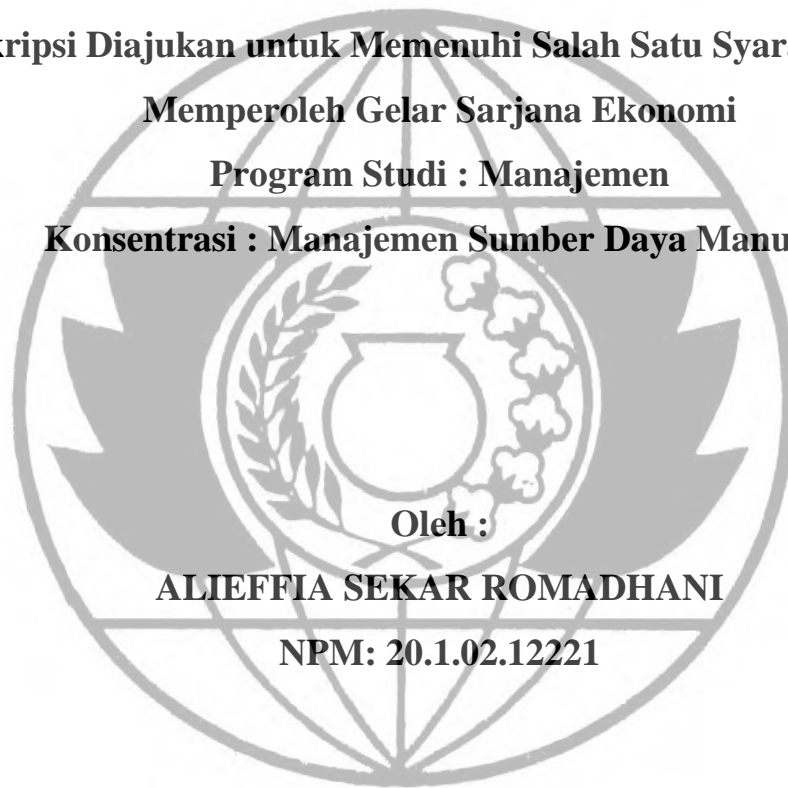 kripsi Diajukan untuk Memenuhi Salah Satu Syar
Memperoleh Gelar Sarjana Ekonomi
Program Studi : Manajemen
Konsentrasi : Manajemen Sumber Daya Manu
Oleh :
ALIEFFIA SEKAR ROMADHANI
NPM: 20.1.02.12221